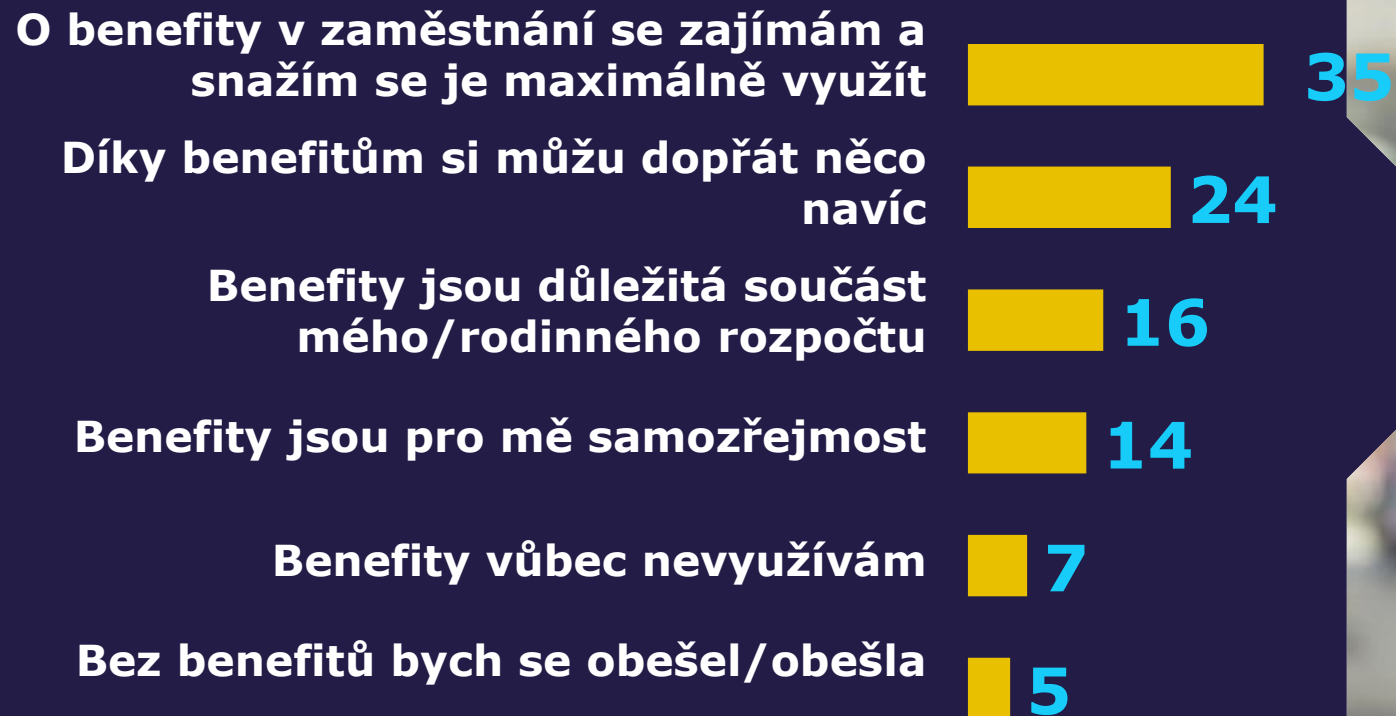 O benefity v zaměstnání se zajímám a
snažím se je maximálně využít
35
Díky benefitům si můžu dopřát něco
navíc
24
Benefity jsou důležitá součást
mého/rodinného rozpočtu
16
Benefity jsou pro mě samozřejmost
14
Benefity vůbec nevyužívám
7
Bez benefitů bych se obešel/obešla
5